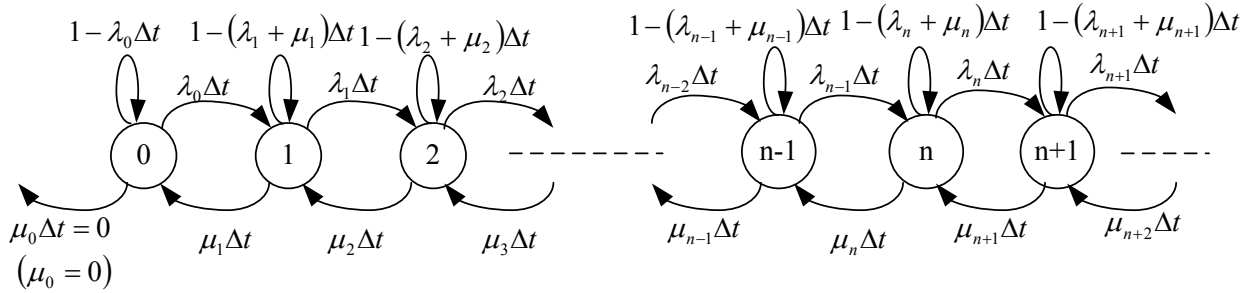 1−λ₀Δt 1−(λ₁+μ₁)Δt 1−(λ₂+μ₂)Δt 1−(λₙ₋₁+μₙ₋₁)Δt 1−(λₙ+μₙ)Δt 1−(λₙ₊₁+μₙ₊₁)Δt
λ₀Δt λ₁Δt λ₂Δt λₙ₋₂Δt λₙ₋₁Δt λₙΔt λₙ₊₁Δt
0 1 2 n-1 n n+1
μ₀Δt=0 μ₁Δt μ₂Δt μ₃Δt μₙ₋₁Δt μₙΔt μₙ₊₁Δt μₙ₊₂Δt
(μ₀=0)